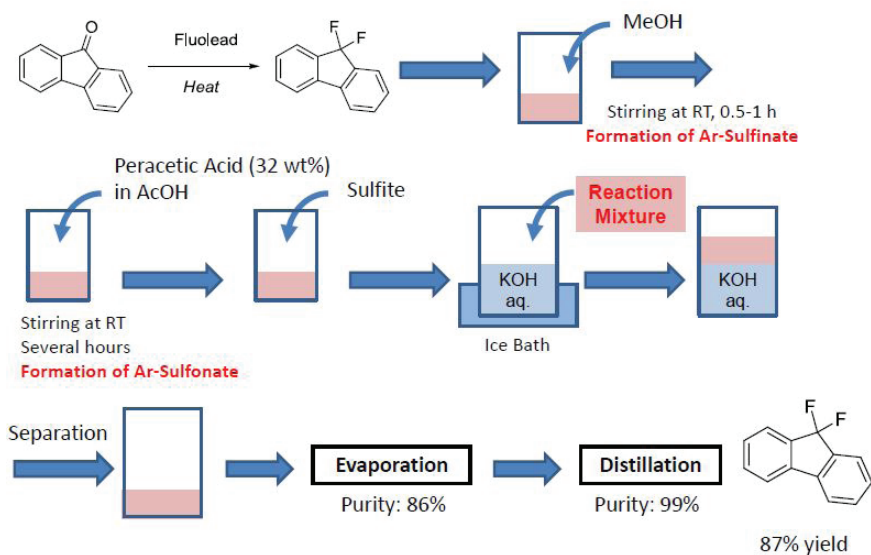 O
Fluolead
Heat
F
F
MeOH
Stirring at RT, 0.5-1 h
Formation of Ar-Sulfinate
Peracetic Acid (32 wt%)
in AcOH
Sulfite
Reaction
Mixture
KOH
aq.
KOH
aq.
Stirring at RT
Several hours
Formation of Ar-Sulfonate
Ice Bath
Separation
Evaporation
Distillation
Purity: 86%
Purity: 99%
F
F
87% yield